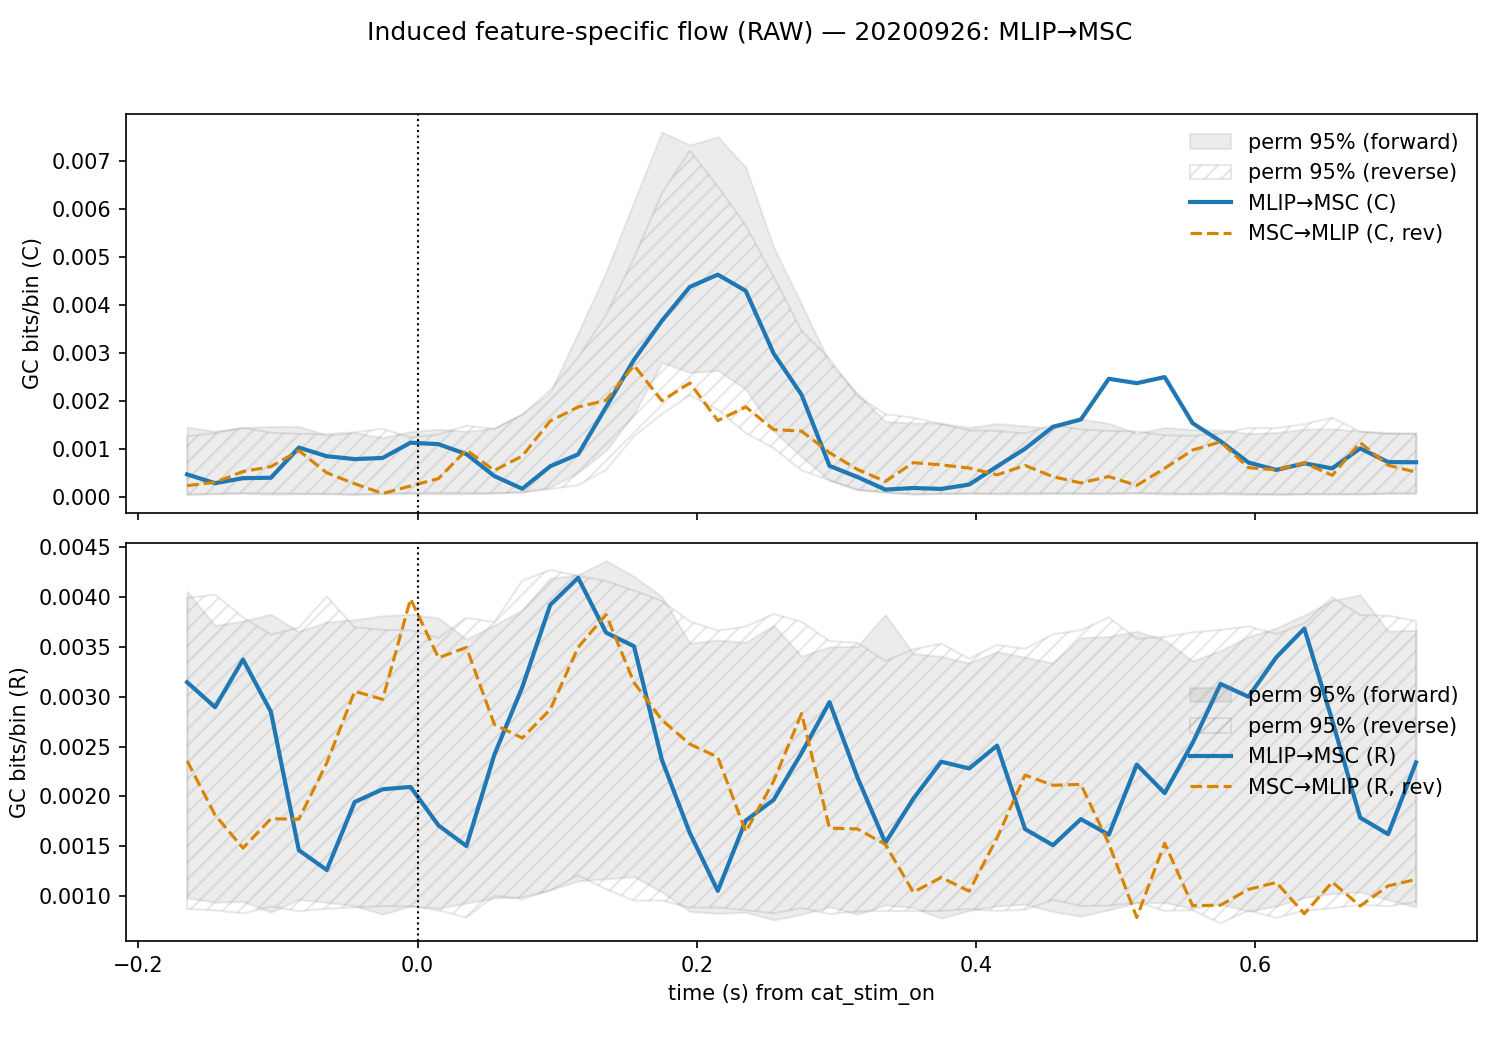 Induced feature-specific flow (RAW) — 20200926: MLIP→MSC
GC bits/bin (C)
0.007
0.006
0.005
0.004
0.003
0.002
0.001
0.000
perm 95% (forward)
perm 95% (reverse)
MLIP→MSC (C)
MSC→MLIP (C, rev)
GC bits/bin (R)
0.0045
0.0040
0.0035
0.0030
0.0025
0.0020
0.0015
0.0010
perm 95% (forward)
perm 95% (reverse)
MLIP→MSC (R)
MSC→MLIP (R, rev)
−0.2 0.0 0.2 0.4 0.6
time (s) from cat_stim_on